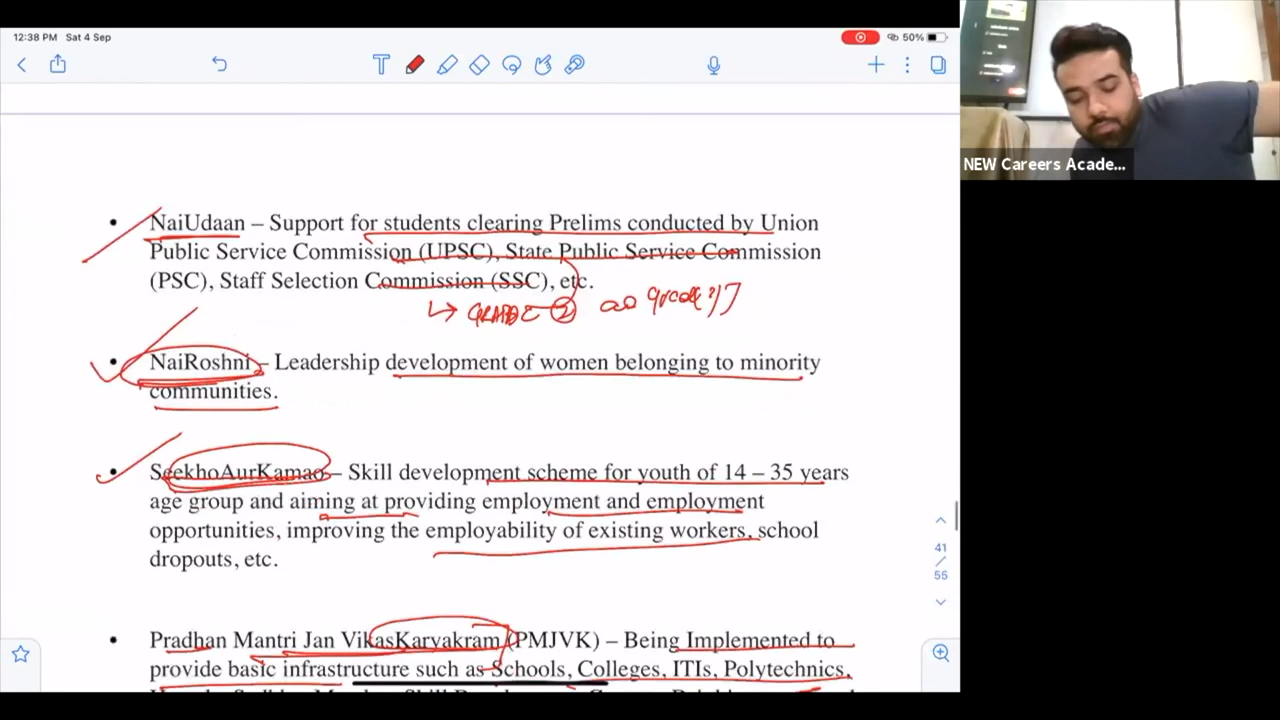 12:38 PM Sat 4 Sep
50%
NEW Careers Acade...
• NaiUdaan – Support for students clearing Prelims conducted by Union
Public Service Commission (UPSC), State Public Service Commission
(PSC), Staff Selection Commission (SSC), etc.
GRADE 2
• NaiRoshni – Leadership development of women belonging to minority
communities.
• SeekhoAurKamao – Skill development scheme for youth of 14 – 35 years
age group and aiming at providing employment and employment
opportunities, improving the employability of existing workers, school
dropouts, etc.
41
/
55
• Pradhan Mantri Jan VikasKaryakram (PMJVK) – Being Implemented to
provide basic infrastructure such as Schools, Colleges, ITIs, Polytechnics,